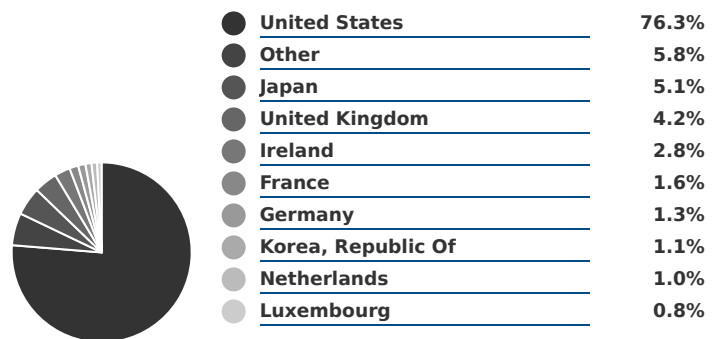 United States 76.3%
Other 5.8%
Japan 5.1%
United Kingdom 4.2%
Ireland 2.8%
France 1.6%
Germany 1.3%
Korea, Republic Of 1.1%
Netherlands 1.0%
Luxembourg 0.8%